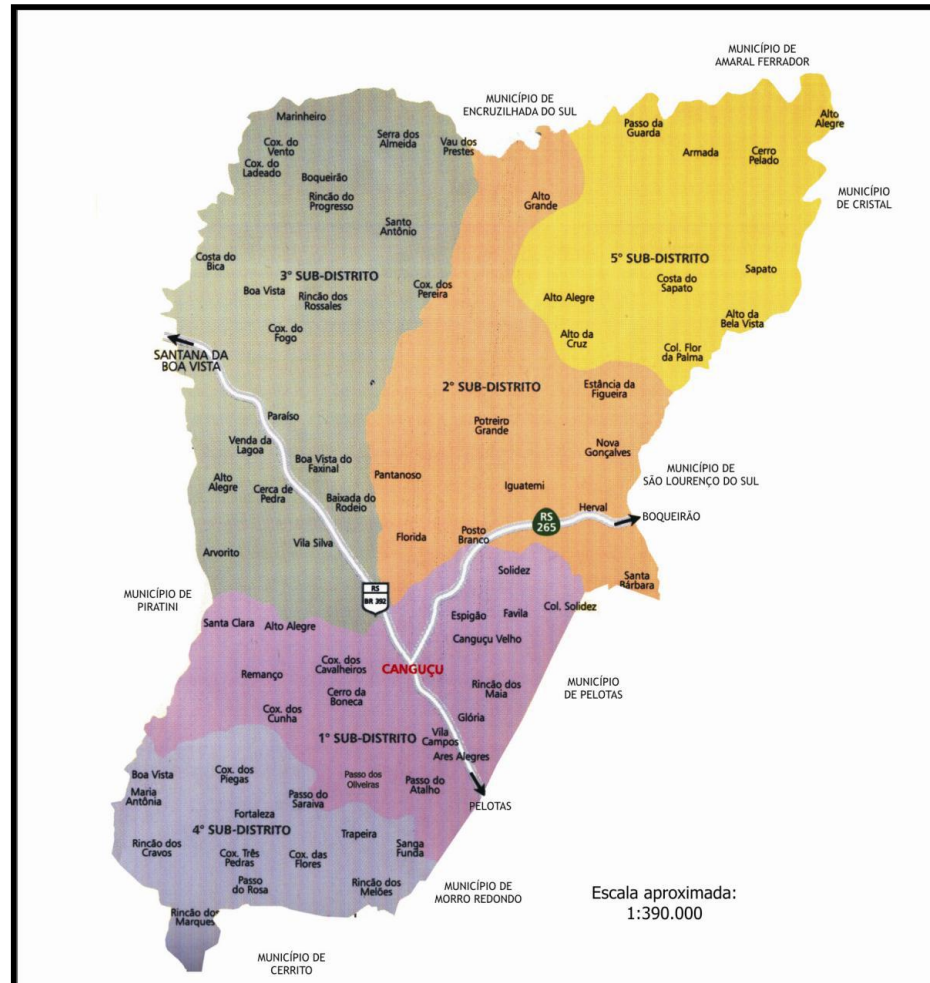 MUNICÍPIO DE
AMARAL FERRADOR
MUNICÍPIO DE
ENCRUZILHADA DO SUL
Marinheiro
Cox. do
Vento
Cox. do
Ladeado
Serra dos
Almeida
Vau dos
Prestes
Boqueirão
Rincão do
Progresso
Santo
Antônio
Passo da
Guarda
Armada
Cerro
Pelado
Alto
Alegre
MUNICÍPIO
DE CRISTAL
Alto
Grande
Costa do
Bica
3° SUB-DISTRITO
Boa Vista
Rincão dos
Rossales
Cox. dos
Pereira
Cox. do
Fogo
5° SUB-DISTRITO
Costa do
Sapato
Sapato
Alto Alegre
Alto da
Bela Vista
Alto da
Cruz
Col. Flor
da Palma
SANTANA DA
BOA VISTA
2° SUB-DISTRITO
Estância da
Figueira
Paraíso
Potreiro
Grande
Venda da
Lagoa
Nova
Gonçalves
Boa Vista do
Faxinal
Pantanoso
MUNICÍPIO DE
SÃO LOURENÇO DO SUL
Alto
Alegre
Cerca de
Pedra
Baixada do
Rodeio
Iguatemi
Herval
BOQUEIRÃO
RS
265
Posto
Branco
Florida
Vila Silva
Arvorito
Solidez
Santa
Bárbara
MUNICÍPIO DE
PIRATINI
RS
BR 392
Santa Clara
Alto Alegre
Espigão
Favila
Col. Solidez
Canguçu Velho
Cox. dos
Cavalheiros
CANGUÇU
Remanço
Cerro da
Boneca
Rincão dos
Maia
MUNICÍPIO
DE PELOTAS
Cox. dos
Cunha
Glória
1° SUB-DISTRITO
Vila
Campos
Ares Alegres
Boa Vista
Cox. dos
Piegas
Passo dos
Oliveiras
Passo do
Atalho
Maria
Antônia
Passo do
Saraiva
PELOTAS
Fortaleza
4° SUB-DISTRITO
Trapeira
Sanga
Funda
Rincão dos
Cravos
Cox. Três
Pedras
Cox. das
Flores
Passo
do Rosa
Rincão dos
Melões
MUNICÍPIO DE
MORRO REDONDO
Escala aproximada:
1:390.000
Rincão dos
Marques
MUNICÍPIO DE
CERRITO